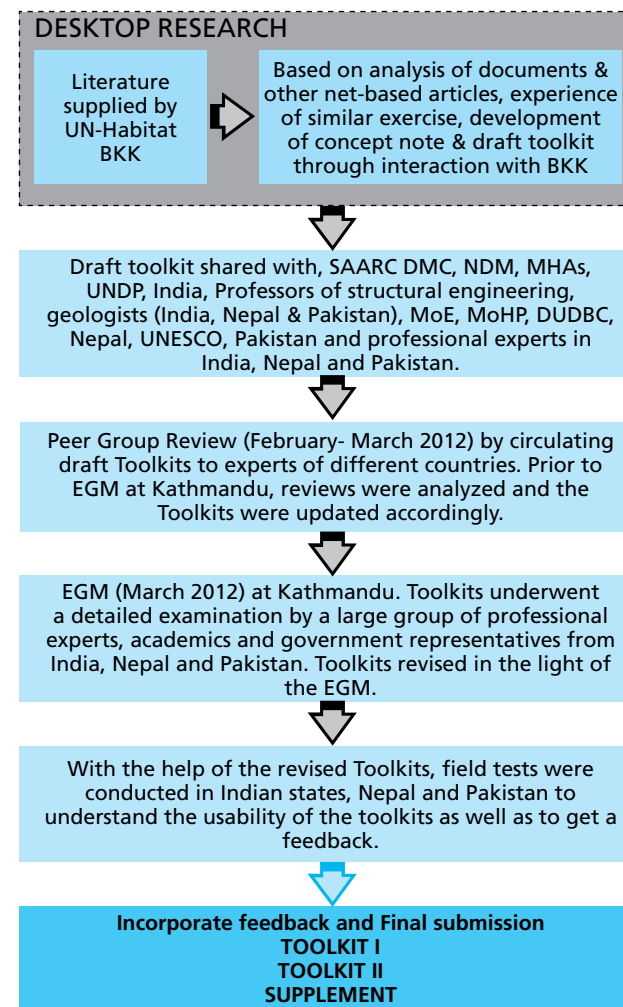 DESKTOP RESEARCH
Literature
supplied by
UN-Habitat
BKK
Based on analysis of documents &
other net-based articles, experience
of similar exercise, development
of concept note & draft toolkit
through interaction with BKK
Draft toolkit shared with, SAARC DMC, NDM, MHAs,
UNDP, India, Professors of structural engineering,
geologists (India, Nepal & Pakistan), MoE, MoHP, DUDBC,
Nepal, UNESCO, Pakistan and professional experts in
India, Nepal and Pakistan.
Peer Group Review (February- March 2012) by circulating
draft Toolkits to experts of different countries. Prior to
EGM at Kathmandu, reviews were analyzed and the
Toolkits were updated accordingly.
EGM (March 2012) at Kathmandu. Toolkits underwent
a detailed examination by a large group of professional
experts, academics and government representatives from
India, Nepal and Pakistan. Toolkits revised in the light of
the EGM.
With the help of the revised Toolkits, field tests were
conducted in Indian states, Nepal and Pakistan to
understand the usability of the toolkits as well as to get a
feedback.
Incorporate feedback and Final submission
TOOLKIT I
TOOLKIT II
SUPPLEMENT